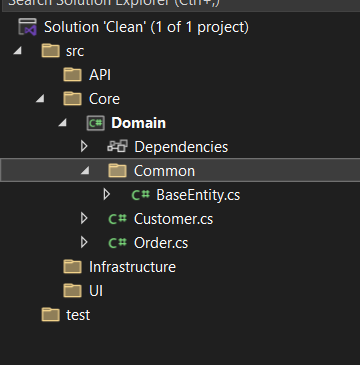 Search Solution Explorer (Ctrl+;)
Solution 'Clean' (1 of 1 project)
src
API
Core
C# Domain
Dependencies
Common
C# BaseEntity.cs
C# Customer.cs
C# Order.cs
Infrastructure
UI
test